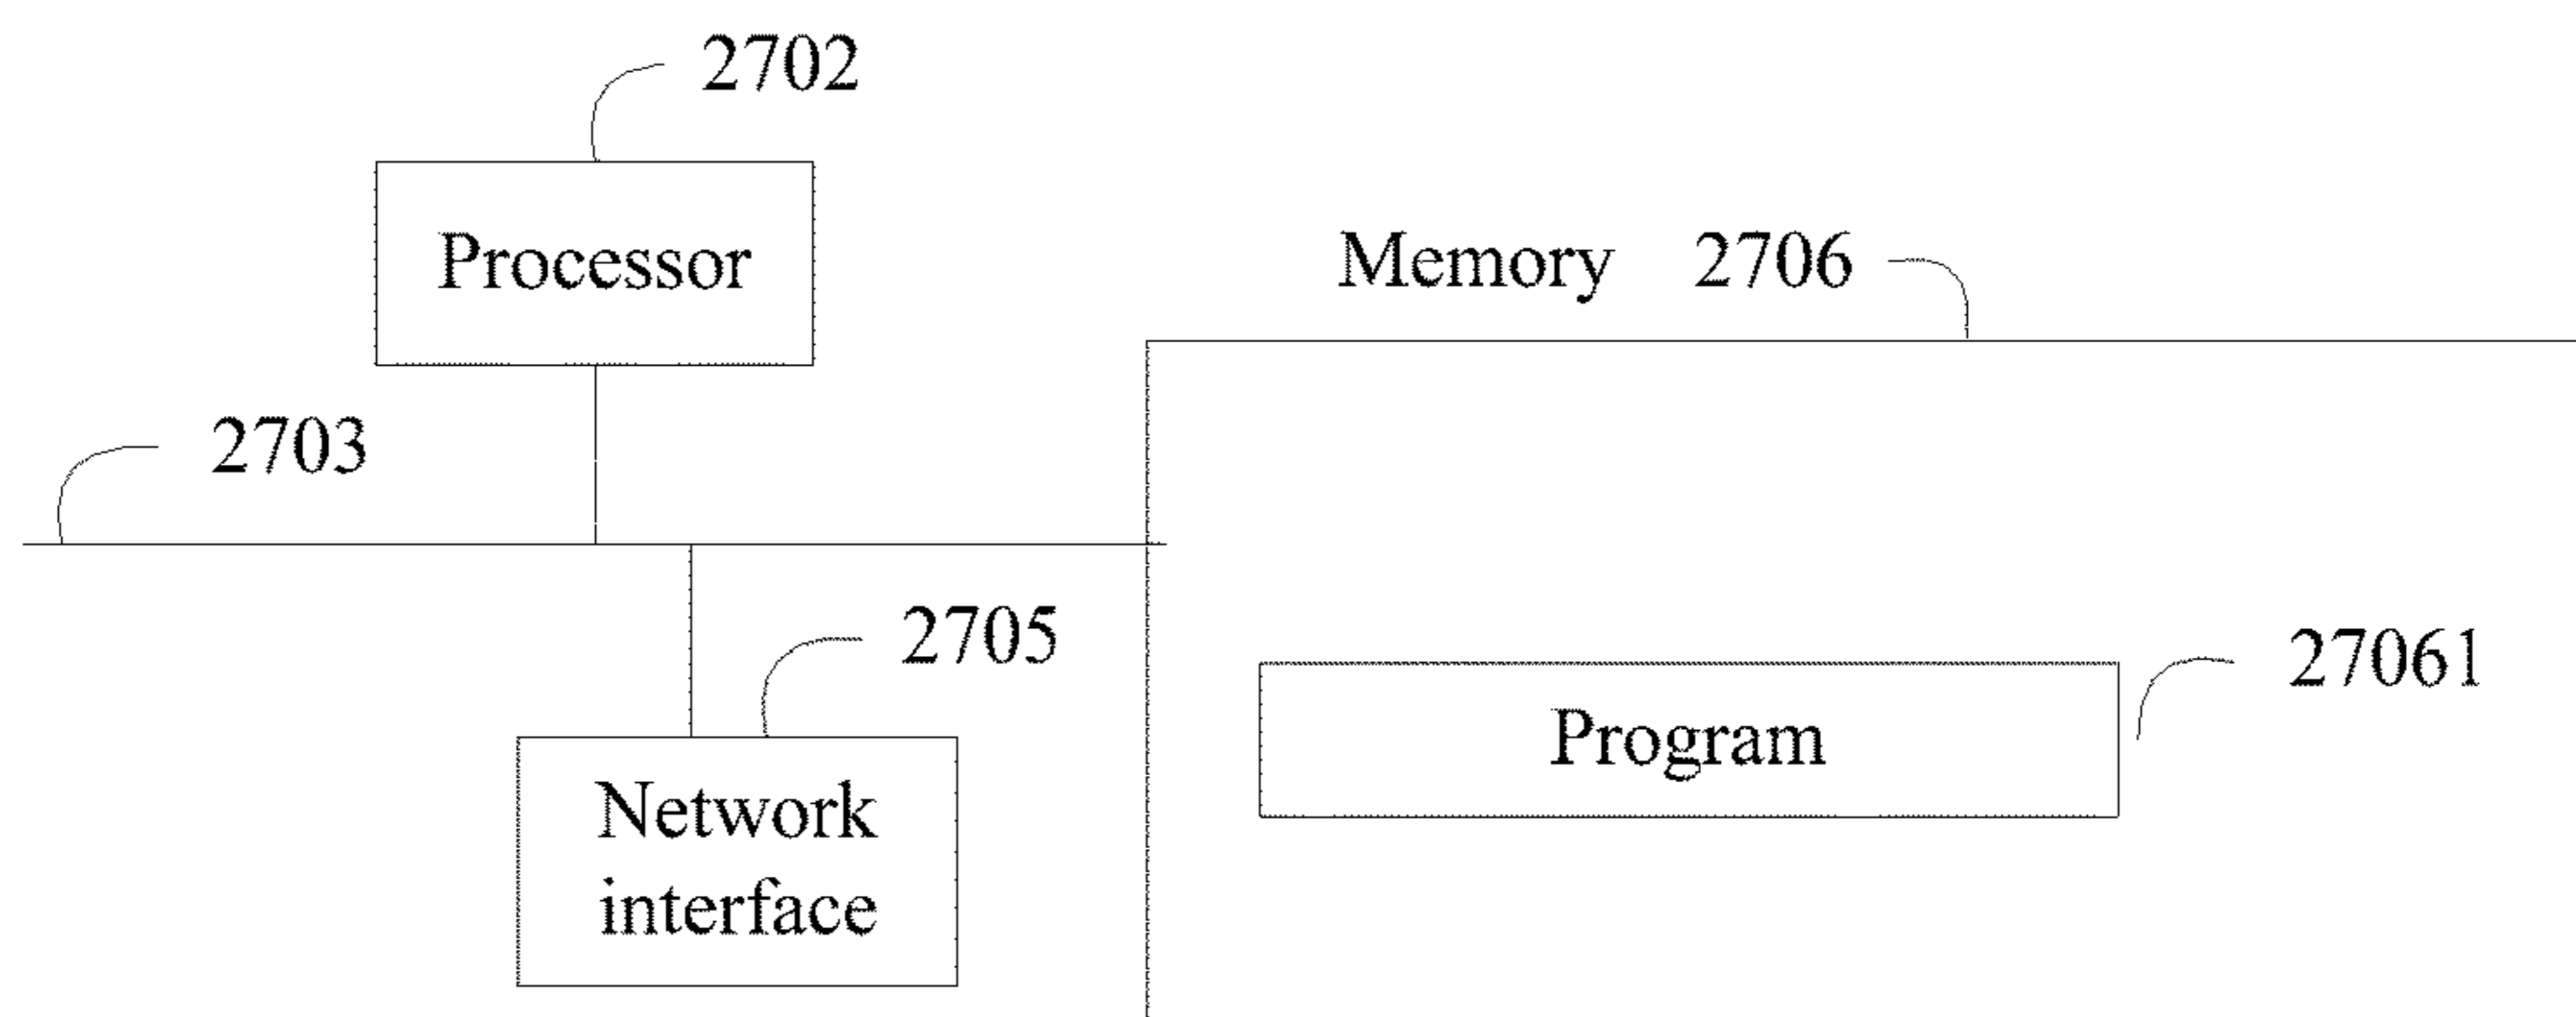 2702
Processor
Memory 2706
2703
2705
27061
Program
Network
interface